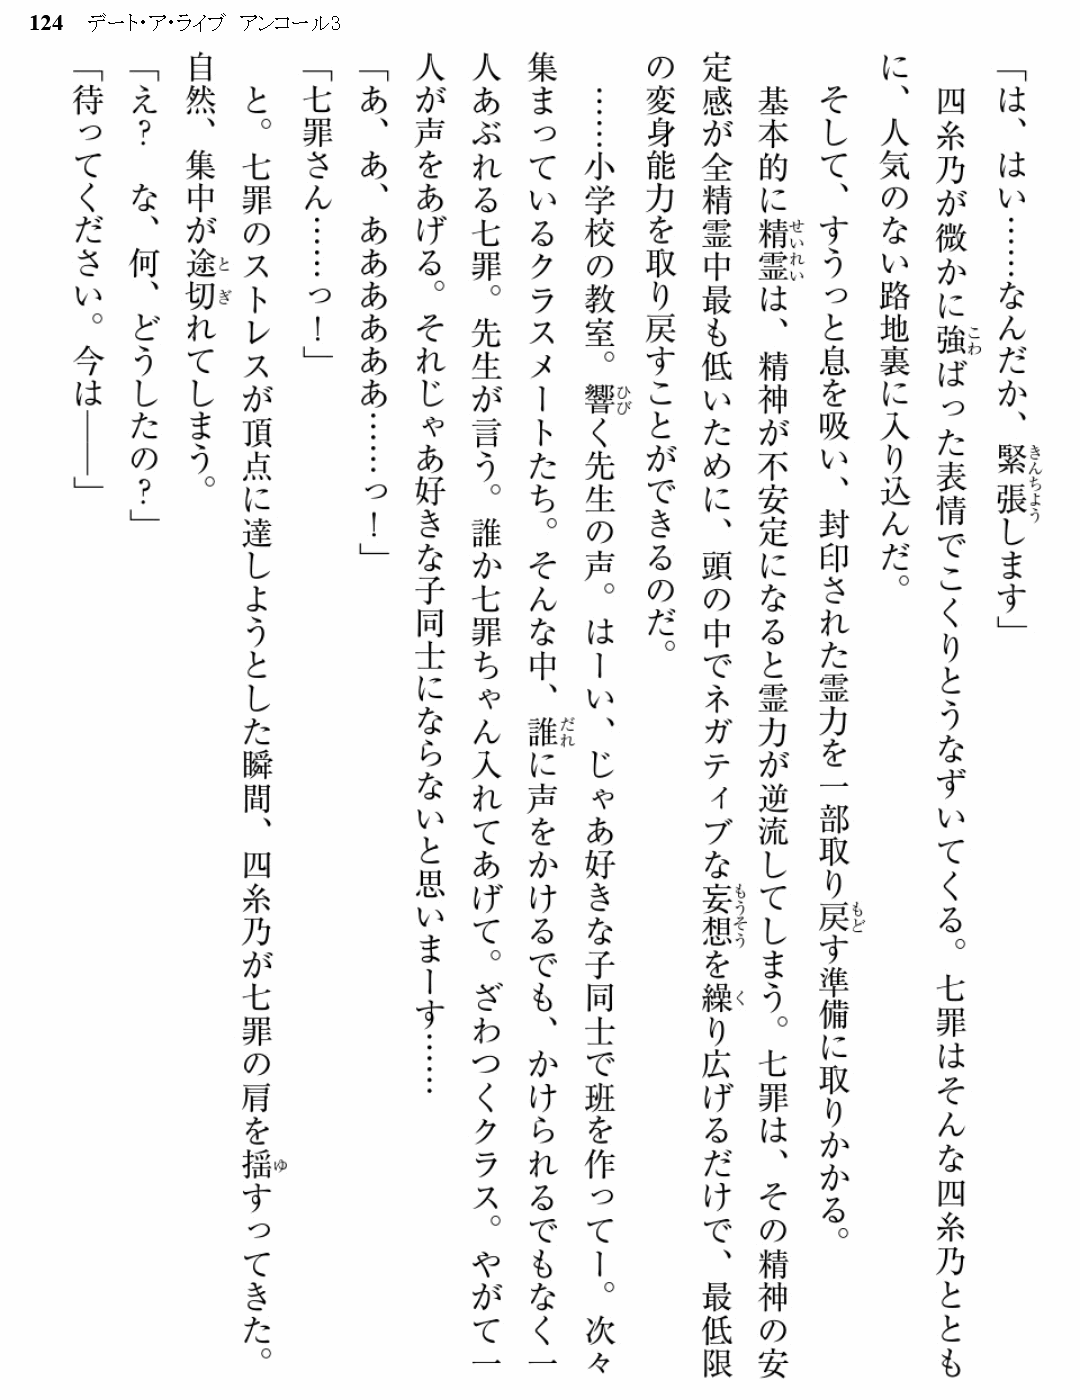 124 デート・ア・ライブ アンコール3
「は、はい……なんだか、緊張します」
　四糸乃が微かに強ばった表情でこくりとうなずいてくる。七罪はそんな四糸乃ととも
に、人気のない路地裏に入り込んだ。
　そして、すうっと息を吸い、封印された霊力を一部取り戻す準備に取りかかる。
　基本的に精霊は、精神が不安定になると霊力が逆流してしまう。七罪は、その精神の安
定感が全精霊中最も低いために、頭の中でネガティブな妄想を繰り広げるだけで、最低限
の変身能力を取り戻すことができるのだ。
　……小学校の教室。響く先生の声。はーい、じゃあ好きな子同士で班を作ってー。次々
集まっているクラスメートたち。そんな中、誰に声をかけるでも、かけられるでもなく一
人あぶれる七罪。先生が言う。誰か七罪ちゃん入れてあげて。ざわつくクラス。やがて一
人が声をあげる。それじゃあ好きな子同士にならないと思いまーす……
「あ、あ、ああああああ……っ！」
「七罪さん……っ！」
　と。七罪のストレスが頂点に達しようとした瞬間、四糸乃が七罪の肩を揺すってきた。
自然、集中が途切れてしまう。
「え？　な、何、どうしたの？」
「待ってください。今は――」